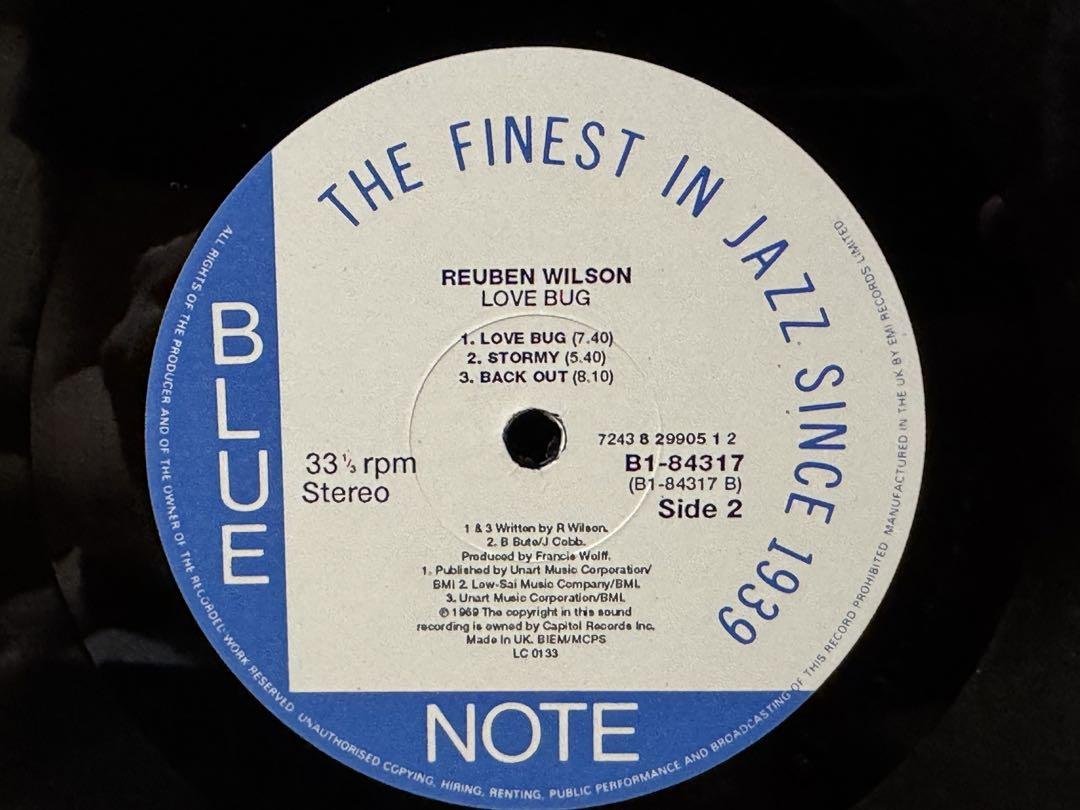 THE FINEST IN JAZZ SINCE 1939
REUBEN WILSON
LOVE BUG
1. LOVE BUG (7.40)
2. STORMY (5.40)
3. BACK OUT (8.10)
BLUE
33⅓ rpm
Stereo
7243 8 29905 1 2
B1-84317
(B1-84317 B)
Side 2
1 & 3 Written by R Wilson.
2. B Buie/J Cobb.
Produced by Francis Wolff.
1. Published by Unart Music Corporation/
BMI 2. Low-Sai Music Company/BMI.
3. Unart Music Corporation/BMI.
℗ 1969 The copyright in this sound
recording is owned by Capitol Records Inc.
Made in UK. BIEM/MCPS
LC 0133
NOTE
ALL RIGHTS OF THE PRODUCER AND OF THE OWNER OF THE RECORDED WORK RESERVED UNAUTHORISED COPYING, HIRING, RENTING, PUBLIC PERFORMANCE AND BROADCASTING OF THIS RECORD PROHIBITED MANUFACTURED IN THE UK BY EMI RECORDS LIMITED